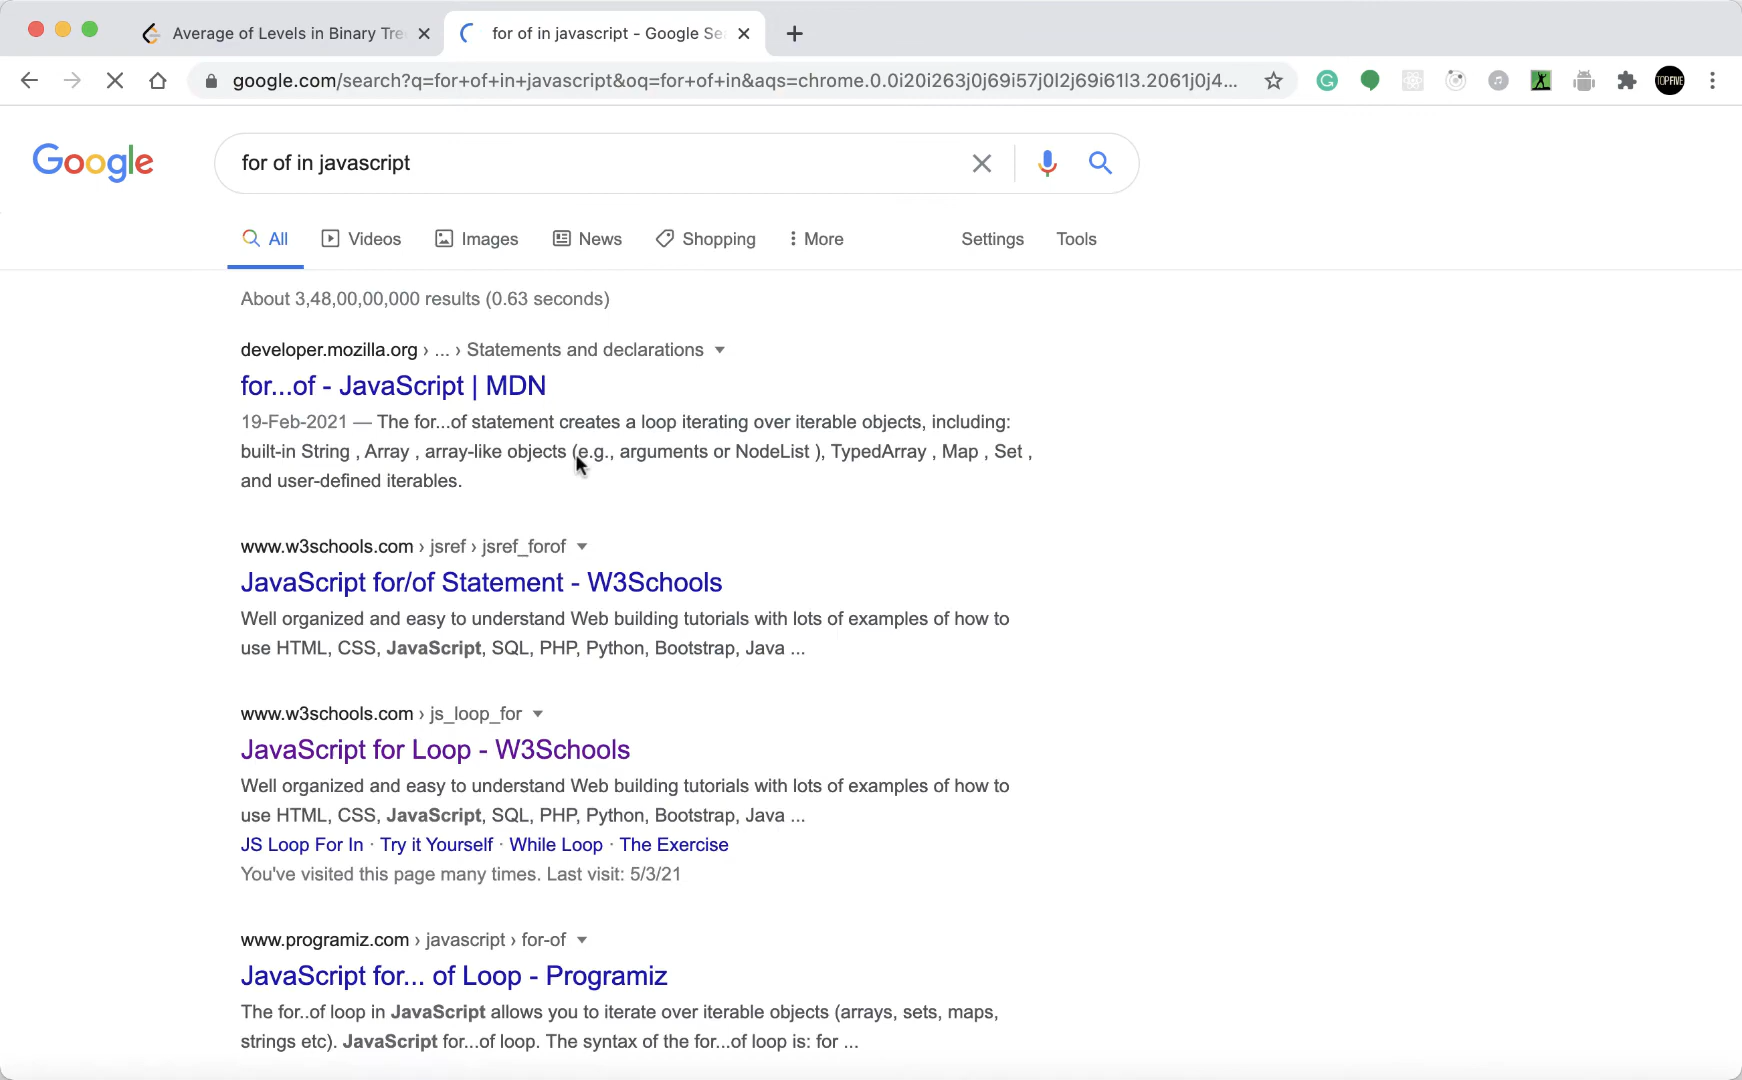 Average of Levels in Binary Tre
for of in javascript - Google Se
google.com/search?q=for+of+in+javascript&oq=for+of+in&aqs=chrome.0.0i20i263j0j69i57j0l2j69i61l3.2061j0j4...
TOPFIVE
Google
for of in javascript
All Videos Images News Shopping More Settings Tools
About 3,48,00,00,000 results (0.63 seconds)
developer.mozilla.org › ... › Statements and declarations
for...of - JavaScript | MDN
19-Feb-2021 — The for...of statement creates a loop iterating over iterable objects, including:
built-in String , Array , array-like objects (e.g., arguments or NodeList ), TypedArray , Map , Set ,
and user-defined iterables.
www.w3schools.com › jsref › jsref_forof
JavaScript for/of Statement - W3Schools
Well organized and easy to understand Web building tutorials with lots of examples of how to
use HTML, CSS, JavaScript, SQL, PHP, Python, Bootstrap, Java ...
www.w3schools.com › js_loop_for
JavaScript for Loop - W3Schools
Well organized and easy to understand Web building tutorials with lots of examples of how to
use HTML, CSS, JavaScript, SQL, PHP, Python, Bootstrap, Java ...
JS Loop For In · Try it Yourself · While Loop · The Exercise
You've visited this page many times. Last visit: 5/3/21
www.programiz.com › javascript › for-of
JavaScript for... of Loop - Programiz
The for..of loop in JavaScript allows you to iterate over iterable objects (arrays, sets, maps,
strings etc). JavaScript for...of loop. The syntax of the for...of loop is: for ...